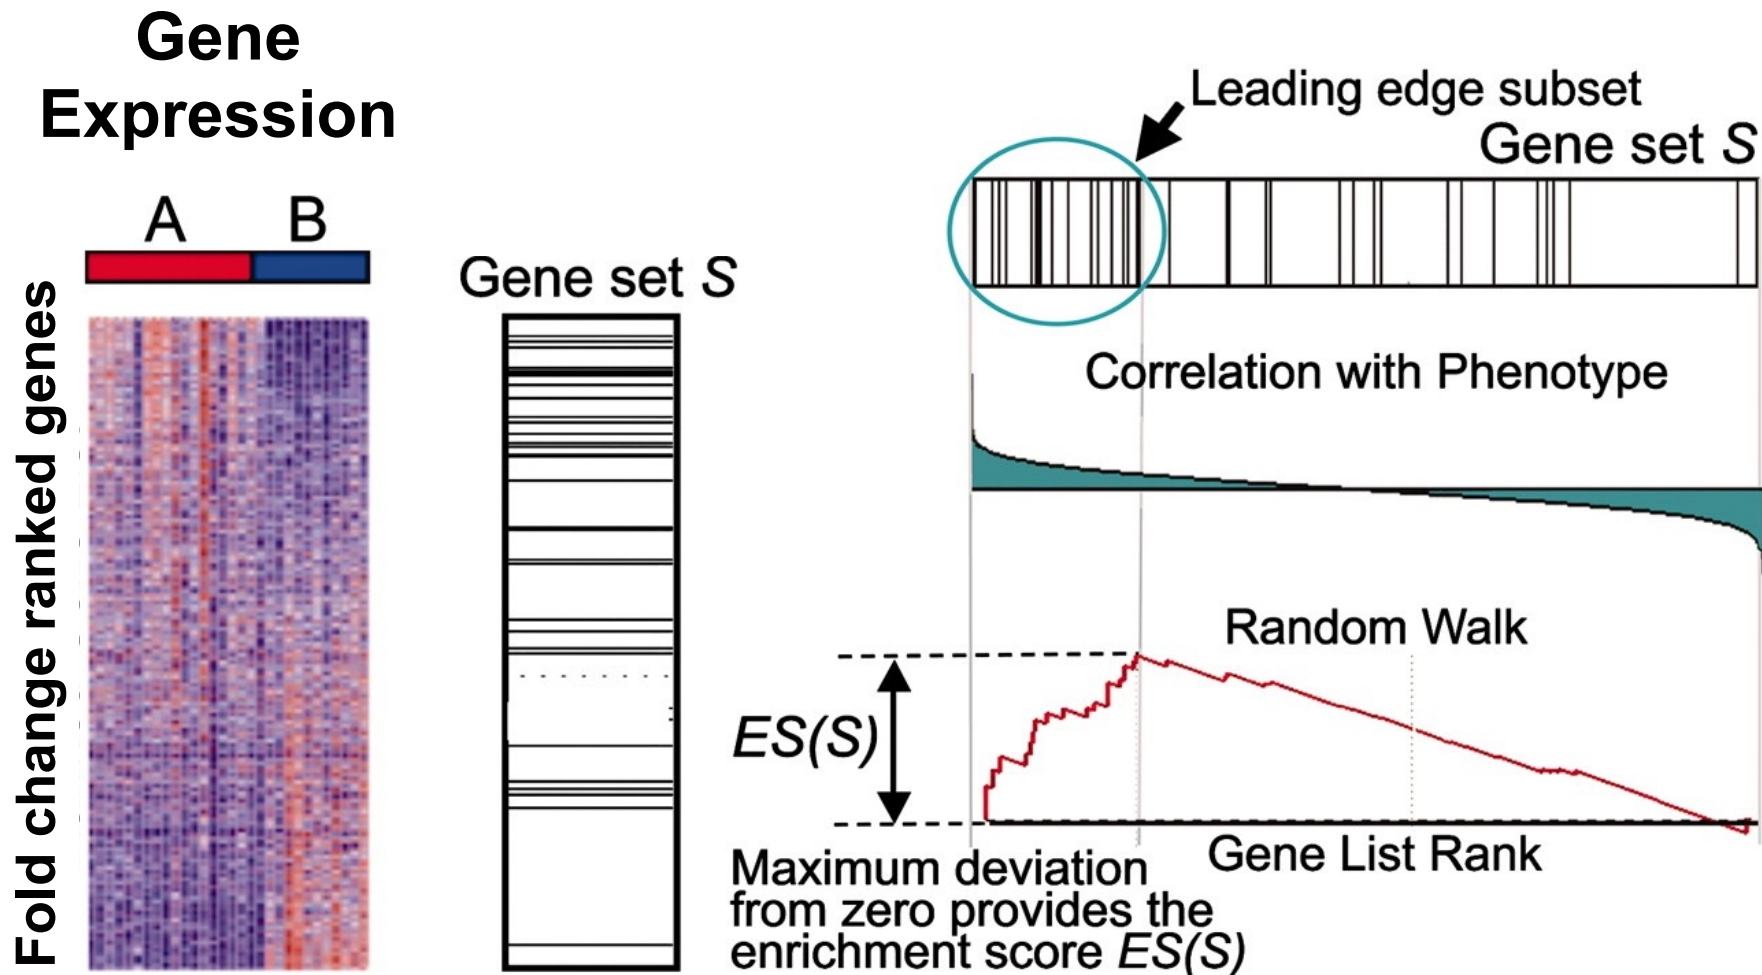 Gene
Expression
A B
Fold change ranked genes
Gene set S
Leading edge subset
Gene set S
Correlation with Phenotype
Random Walk
ES(S)
Gene List Rank
Maximum deviation
from zero provides the
enrichment score ES(S)